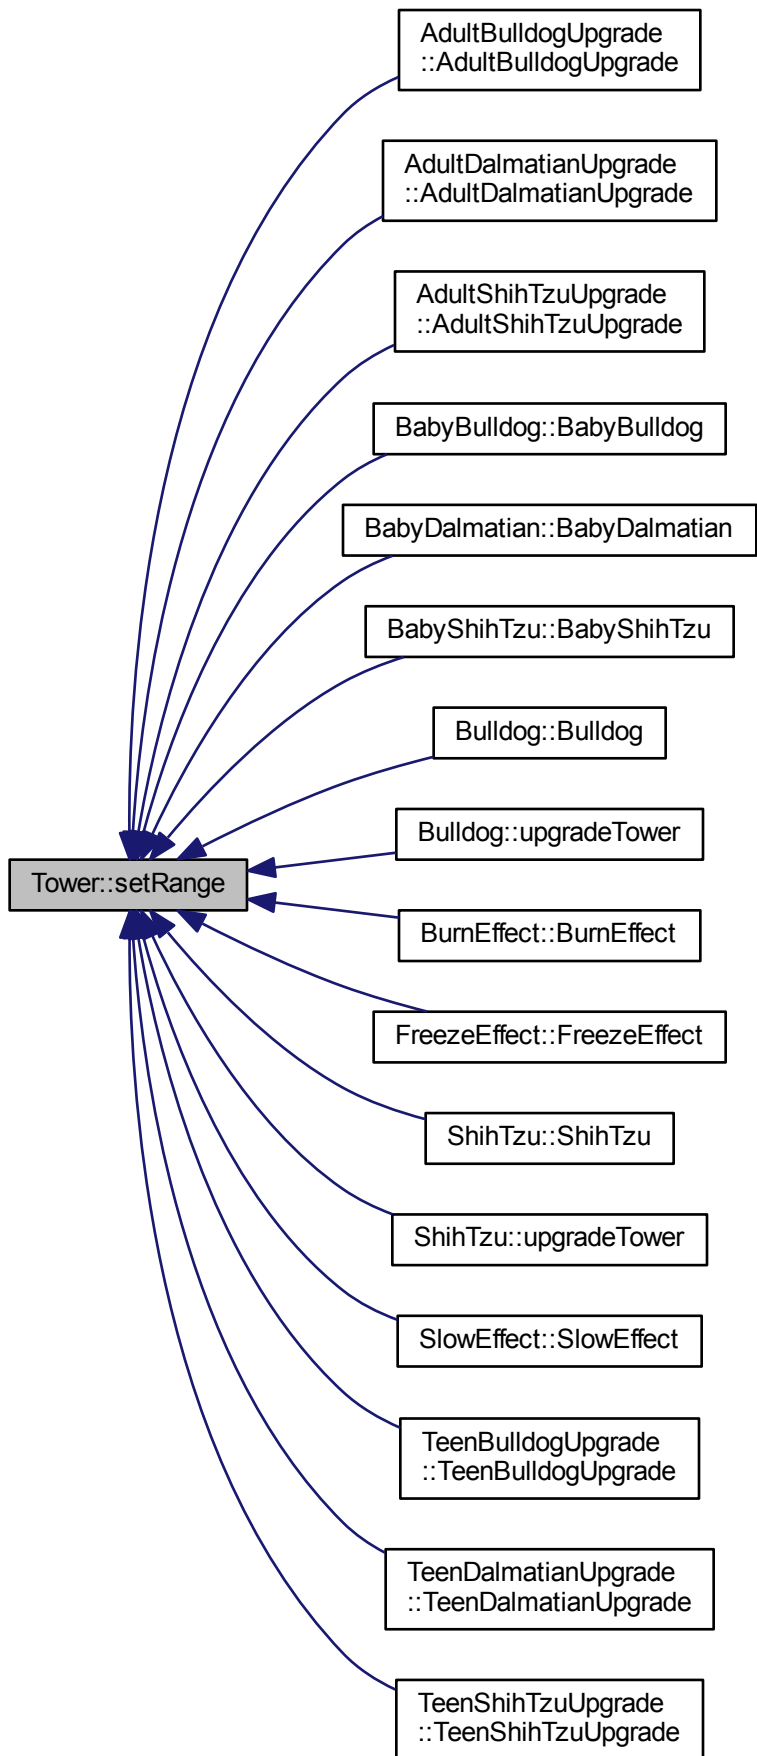 AdultBulldogUpgrade
::AdultBulldogUpgrade
AdultDalmatianUpgrade
::AdultDalmatianUpgrade
AdultShihTzuUpgrade
::AdultShihTzuUpgrade
BabyBulldog::BabyBulldog
BabyDalmatian::BabyDalmatian
BabyShihTzu::BabyShihTzu
Bulldog::Bulldog
Bulldog::upgradeTower
Tower::setRange
BurnEffect::BurnEffect
FreezeEffect::FreezeEffect
ShihTzu::ShihTzu
ShihTzu::upgradeTower
SlowEffect::SlowEffect
TeenBulldogUpgrade
::TeenBulldogUpgrade
TeenDalmatianUpgrade
::TeenDalmatianUpgrade
TeenShihTzuUpgrade
::TeenShihTzuUpgrade